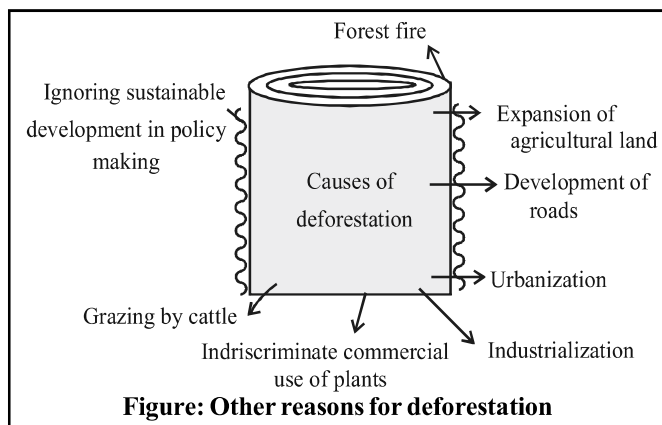 Forest fire
Ignoring sustainable
development in policy
making
Expansion of
agricultural land
Causes of
deforestation
Development of
roads
Urbanization
Grazing by cattle
Indriscriminate commercial
use of plants
Industrialization
Figure: Other reasons for deforestation